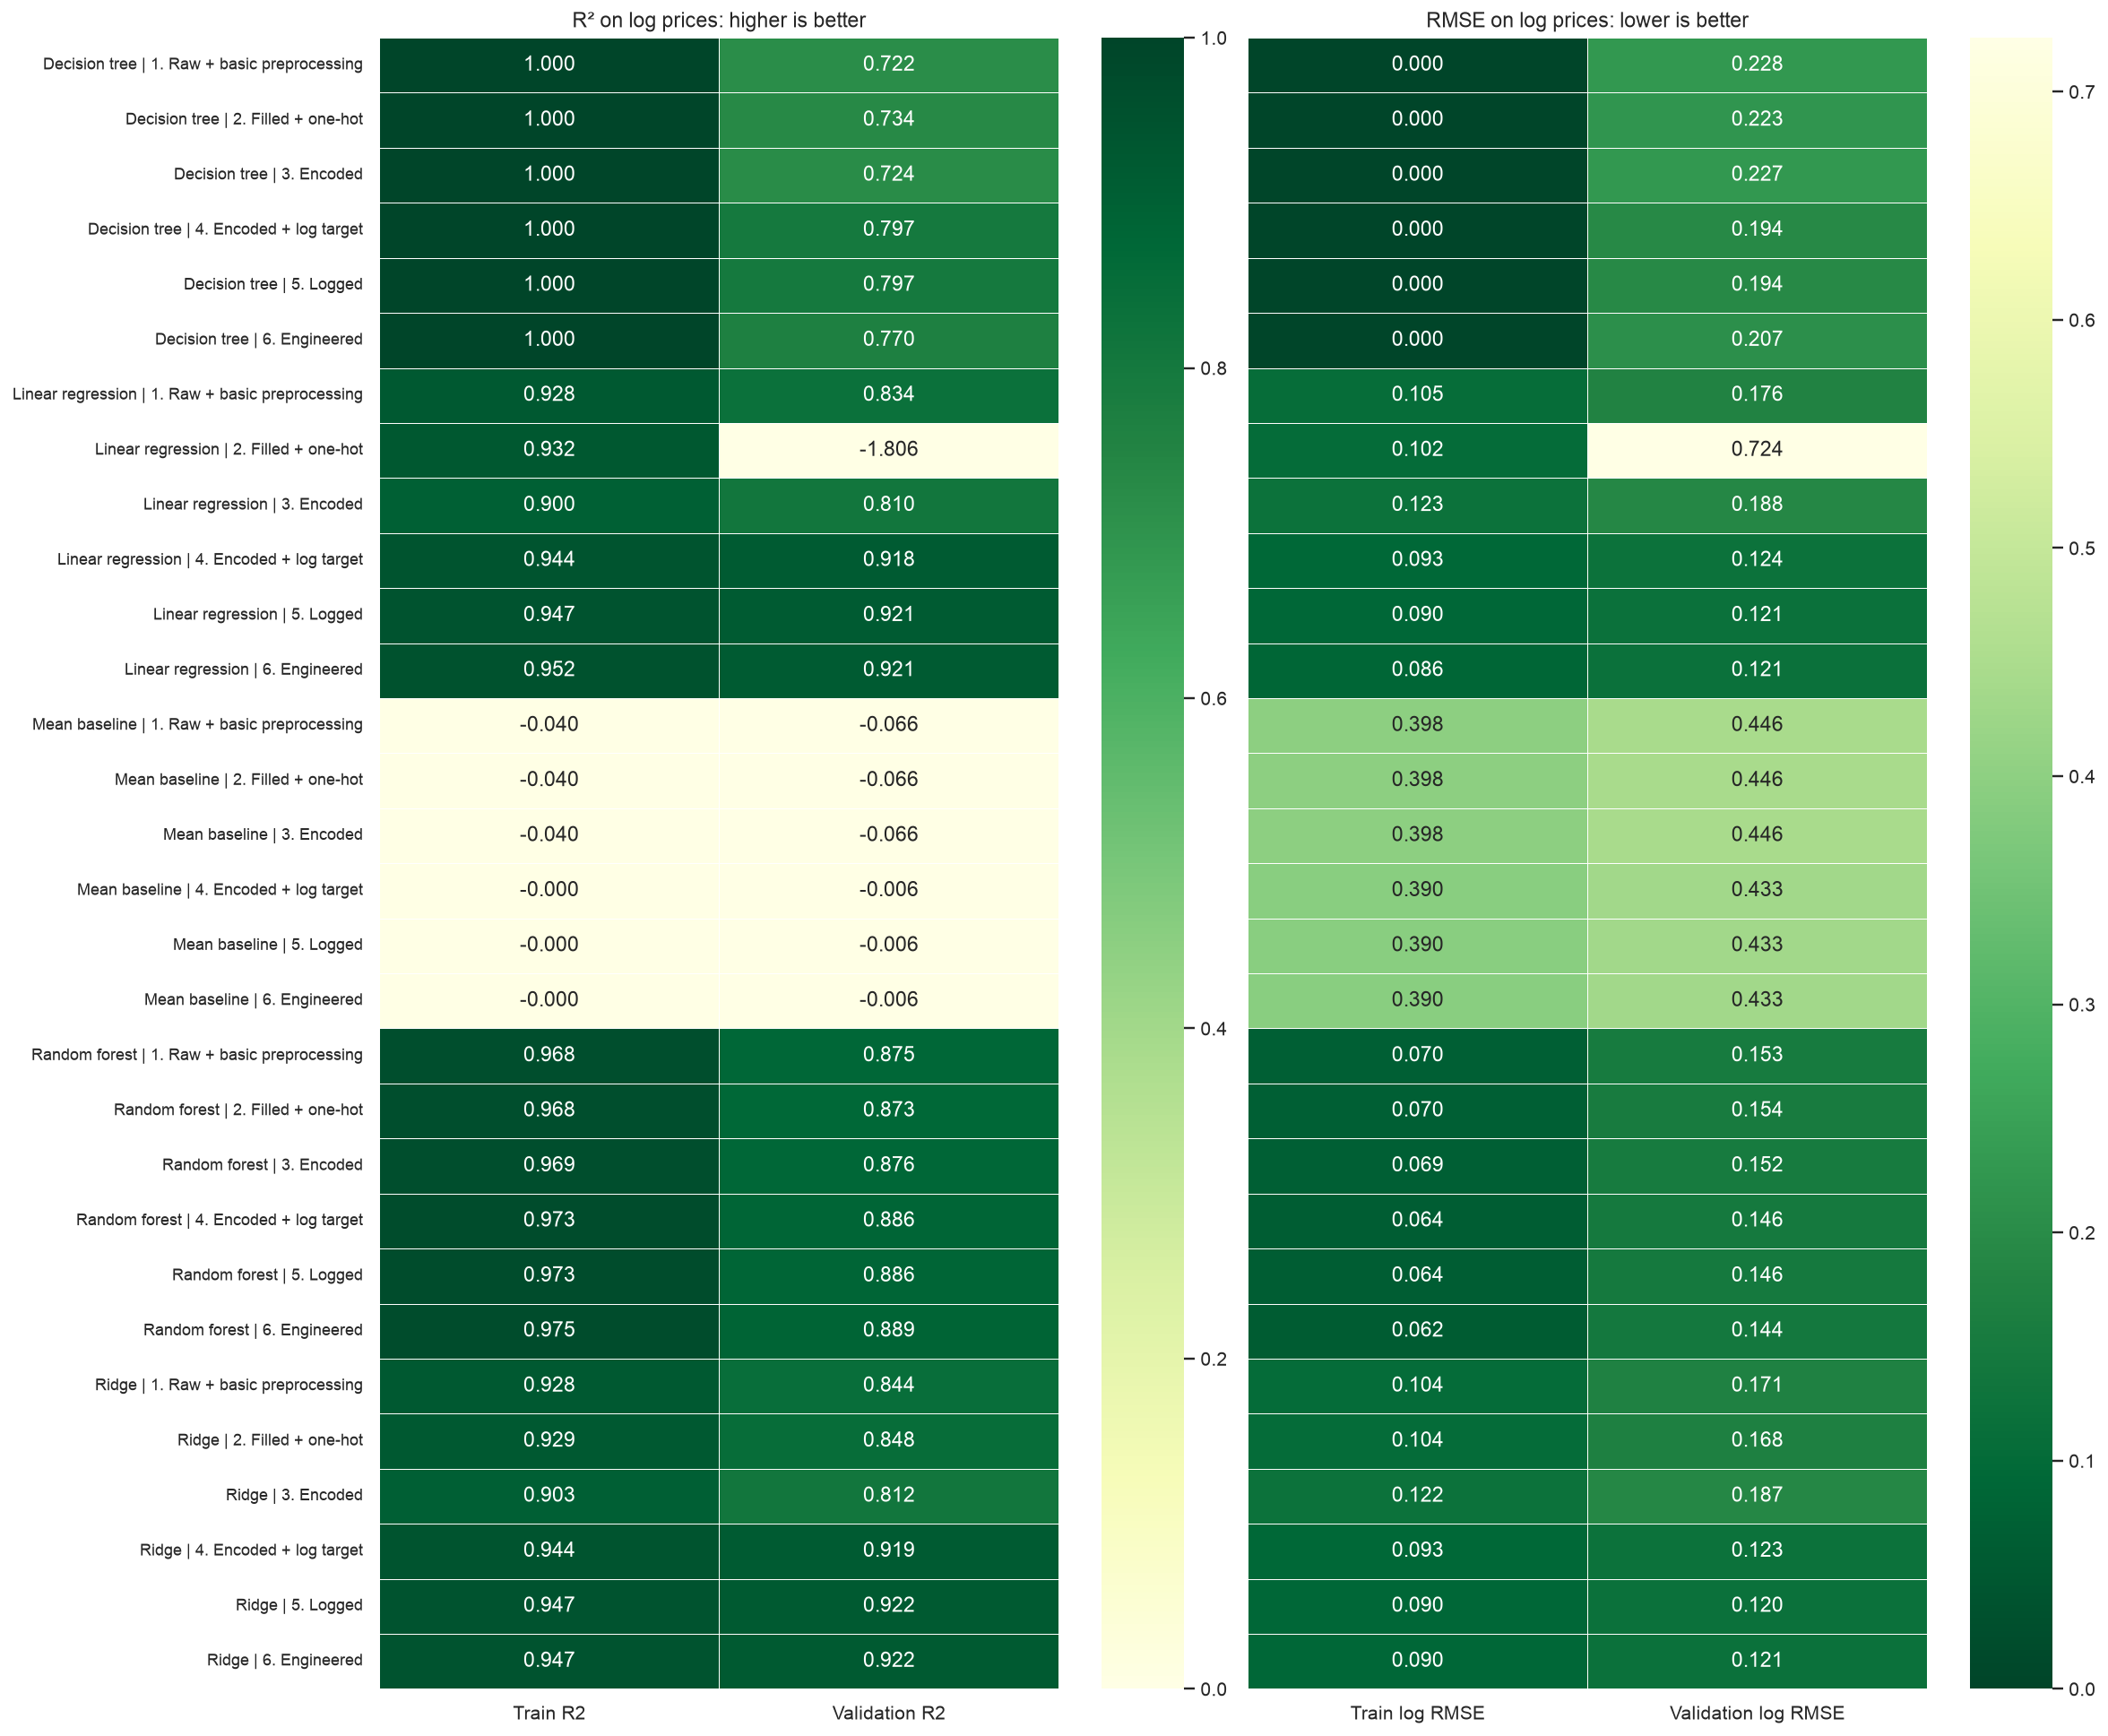 R² on log prices: higher is better
RMSE on log prices: lower is better
Decision tree | 1. Raw + basic preprocessing 1.000 0.722 0.000 0.228
Decision tree | 2. Filled + one-hot 1.000 0.734 0.000 0.223
Decision tree | 3. Encoded 1.000 0.724 0.000 0.227
Decision tree | 4. Encoded + log target 1.000 0.797 0.000 0.194
Decision tree | 5. Logged 1.000 0.797 0.000 0.194
Decision tree | 6. Engineered 1.000 0.770 0.000 0.207
Linear regression | 1. Raw + basic preprocessing 0.928 0.834 0.105 0.176
Linear regression | 2. Filled + one-hot 0.932 -1.806 0.102 0.724
Linear regression | 3. Encoded 0.900 0.810 0.123 0.188
Linear regression | 4. Encoded + log target 0.944 0.918 0.093 0.124
Linear regression | 5. Logged 0.947 0.921 0.090 0.121
Linear regression | 6. Engineered 0.952 0.921 0.086 0.121
Mean baseline | 1. Raw + basic preprocessing -0.040 -0.066 0.398 0.446
Mean baseline | 2. Filled + one-hot -0.040 -0.066 0.398 0.446
Mean baseline | 3. Encoded -0.040 -0.066 0.398 0.446
Mean baseline | 4. Encoded + log target -0.000 -0.006 0.390 0.433
Mean baseline | 5. Logged -0.000 -0.006 0.390 0.433
Mean baseline | 6. Engineered -0.000 -0.006 0.390 0.433
Random forest | 1. Raw + basic preprocessing 0.968 0.875 0.070 0.153
Random forest | 2. Filled + one-hot 0.968 0.873 0.070 0.154
Random forest | 3. Encoded 0.969 0.876 0.069 0.152
Random forest | 4. Encoded + log target 0.973 0.886 0.064 0.146
Random forest | 5. Logged 0.973 0.886 0.064 0.146
Random forest | 6. Engineered 0.975 0.889 0.062 0.144
Ridge | 1. Raw + basic preprocessing 0.928 0.844 0.104 0.171
Ridge | 2. Filled + one-hot 0.929 0.848 0.104 0.168
Ridge | 3. Encoded 0.903 0.812 0.122 0.187
Ridge | 4. Encoded + log target 0.944 0.919 0.093 0.123
Ridge | 5. Logged 0.947 0.922 0.090 0.120
Ridge | 6. Engineered 0.947 0.922 0.090 0.121
Train R2 Validation R2
Train log RMSE Validation log RMSE
1.0
0.8
0.6
0.4
0.2
0.0
0.7
0.6
0.5
0.4
0.3
0.2
0.1
0.0